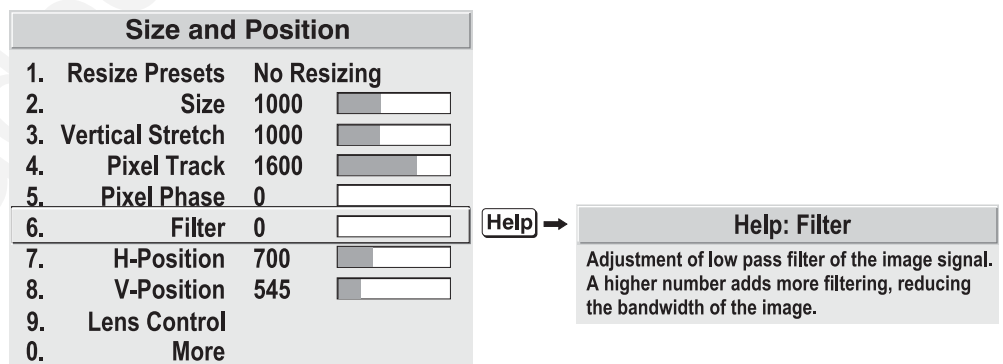 Size and Position
1. Resize Presets No Resizing
2. Size 1000
3. Vertical Stretch 1000
4. Pixel Track 1600
5. Pixel Phase 0
6. Filter 0
7. H-Position 700
8. V-Position 545
9. Lens Control
0. More
Help
Help: Filter
Adjustment of low pass filter of the image signal.
A higher number adds more filtering, reducing
the bandwidth of the image.